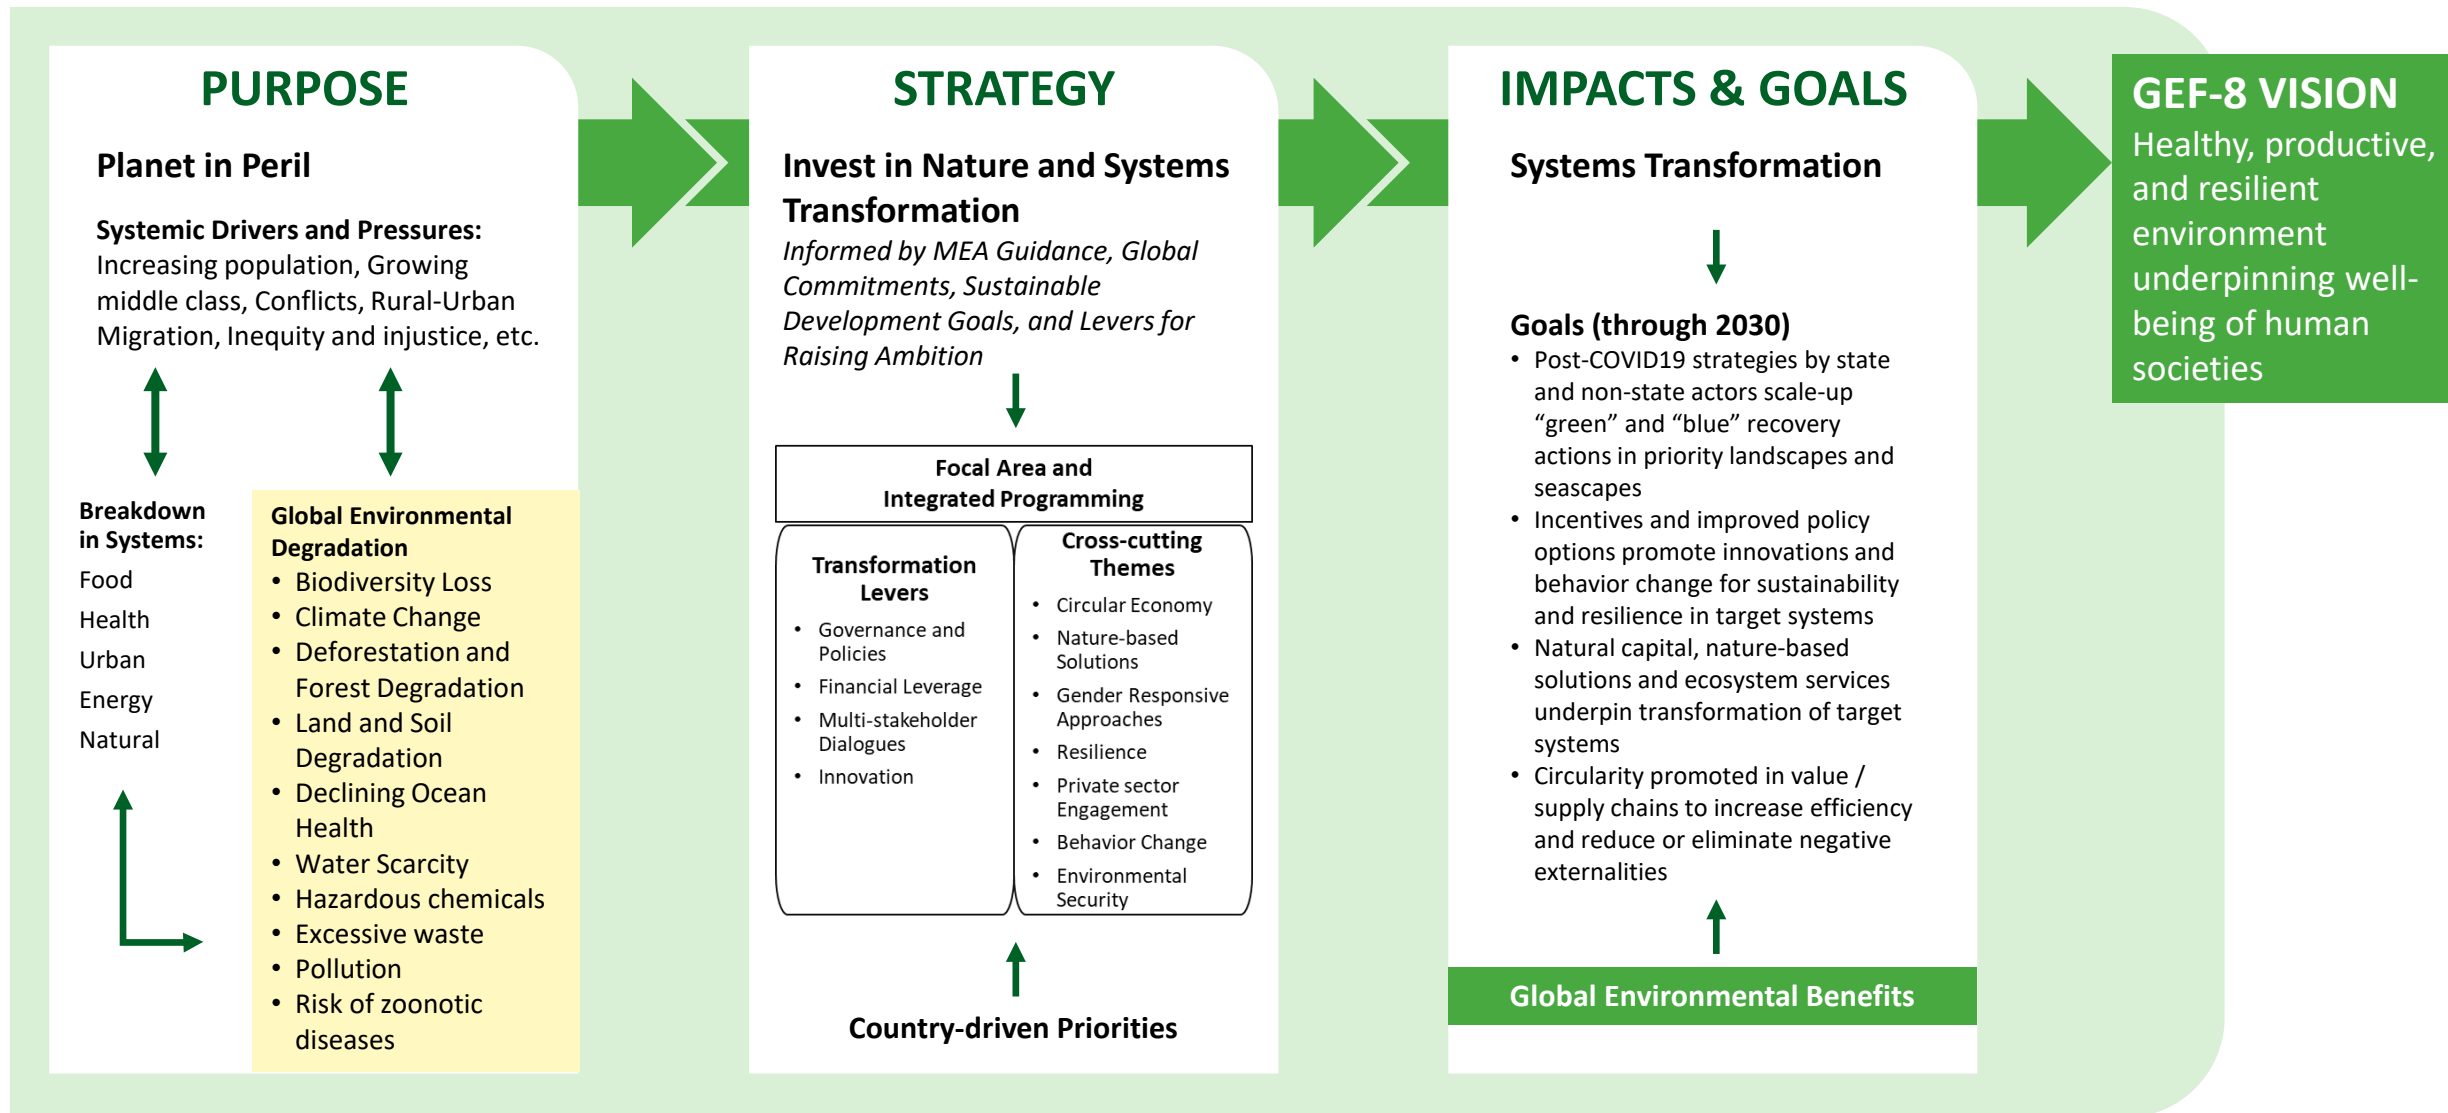 PURPOSE
Planet in Peril
Systemic Drivers and Pressures:
Increasing population, Growing
middle class, Conflicts, Rural-Urban
Migration, Inequity and injustice, etc.
Breakdown
in Systems:
Food
Health
Urban
Energy
Natural
Global Environmental
Degradation
• Biodiversity Loss
• Climate Change
• Deforestation and
Forest Degradation
• Land and Soil
Degradation
• Declining Ocean
Health
• Water Scarcity
• Hazardous chemicals
• Excessive waste
• Pollution
• Risk of zoonotic
diseases
STRATEGY
Invest in Nature and Systems
Transformation
Informed by MEA Guidance, Global
Commitments, Sustainable
Development Goals, and Levers for
Raising Ambition
Focal Area and
Integrated Programming
Transformation
Levers
• Governance and
Policies
• Financial Leverage
• Multi-stakeholder
Dialogues
• Innovation
Cross-cutting
Themes
• Circular Economy
• Nature-based
Solutions
• Gender Responsive
Approaches
• Resilience
• Private sector
Engagement
• Behavior Change
• Environmental
Security
Country-driven Priorities
IMPACTS & GOALS
Systems Transformation
Goals (through 2030)
• Post-COVID19 strategies by state
and non-state actors scale-up
“green” and “blue” recovery
actions in priority landscapes and
seascapes
• Incentives and improved policy
options promote innovations and
behavior change for sustainability
and resilience in target systems
• Natural capital, nature-based
solutions and ecosystem services
underpin transformation of target
systems
• Circularity promoted in value /
supply chains to increase efficiency
and reduce or eliminate negative
externalities
Global Environmental Benefits
GEF-8 VISION
Healthy, productive,
and resilient
environment
underpinning well-
being of human
societies